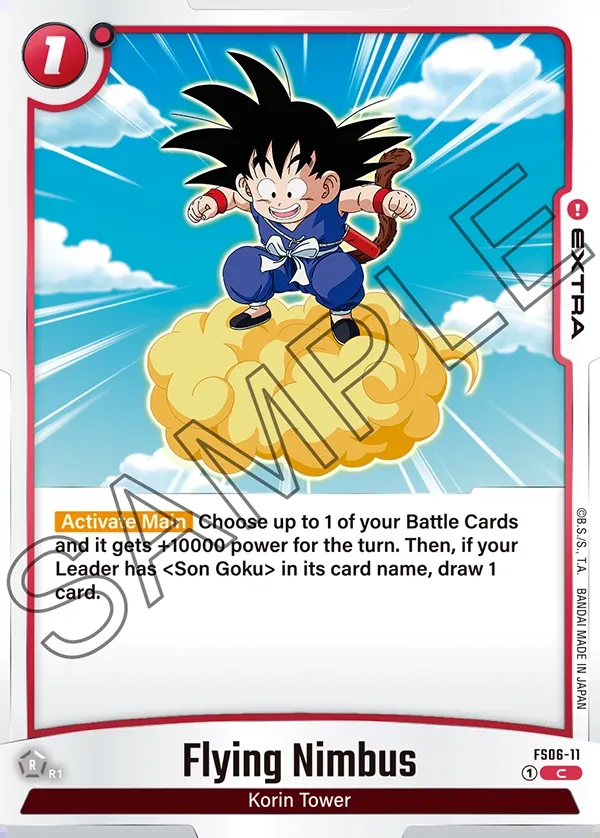 1
! EXTRA
Activate Main Choose up to 1 of your Battle Cards
and it gets +10000 power for the turn. Then, if your
Leader has <Son Goku> in its card name, draw 1
card.
SAMPLE
©B.S./S., T.A. BANDAI MADE IN JAPAN
R R1
Flying Nimbus
FS06-11
1 C
Korin Tower